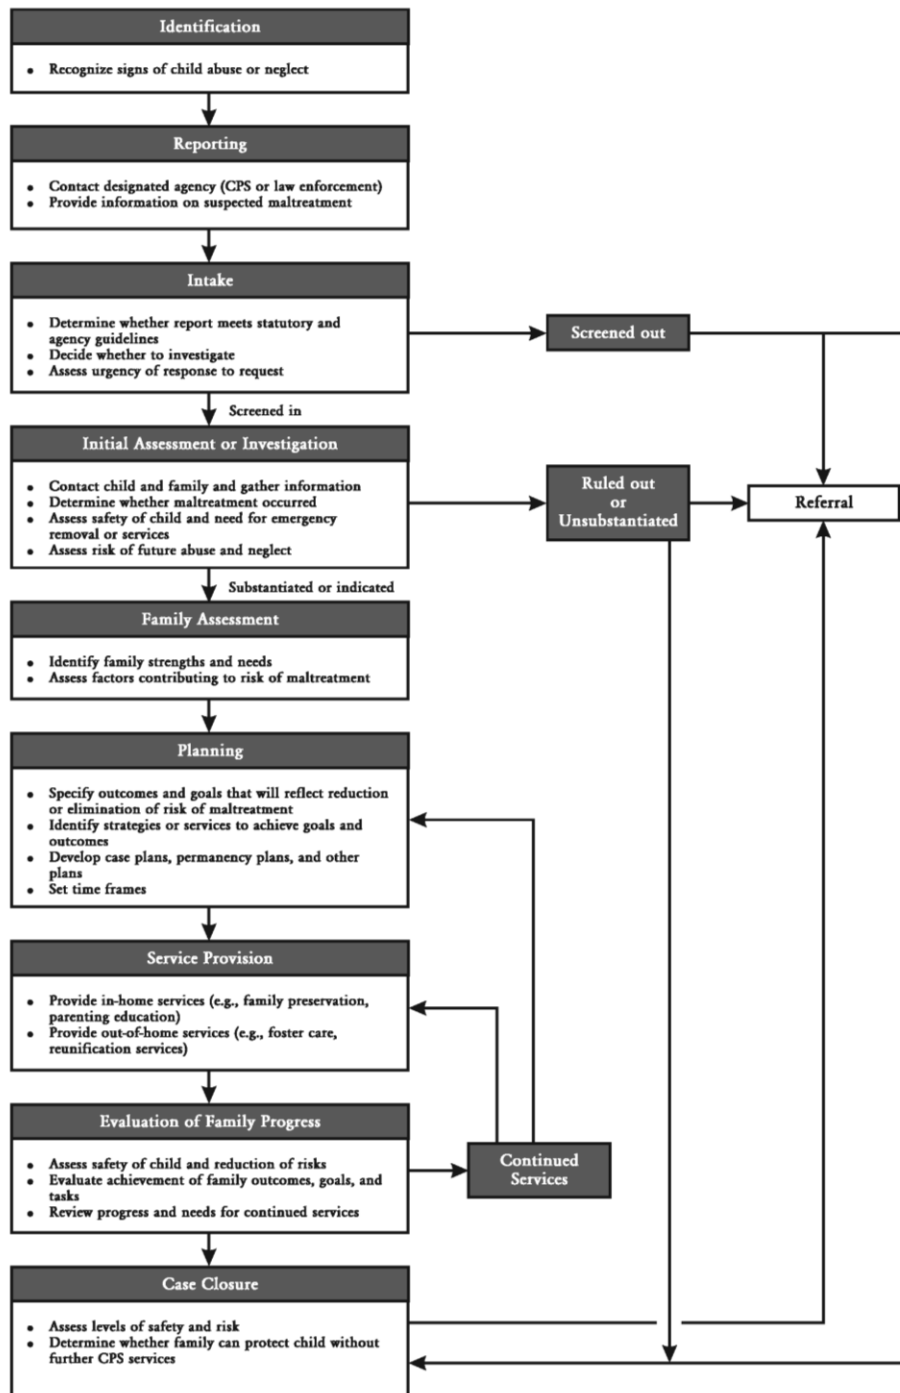 Identification
• Recognize signs of child abuse or neglect
Reporting
• Contact designated agency (CPS or law enforcement)
• Provide information on suspected maltreatment
Intake
• Determine whether report meets statutory and
agency guidelines
• Decide whether to investigate
• Assess urgency of response to request
Screened out
Screened in
Initial Assessment or Investigation
• Contact child and family and gather information
• Determine whether maltreatment occurred
• Assess safety of child and need for emergency
removal or services
• Assess risk of future abuse and neglect
Ruled out
or
Unsubstantiated
Referral
Substantiated or indicated
Family Assessment
• Identify family strengths and needs
• Assess factors contributing to risk of maltreatment
Planning
• Specify outcomes and goals that will reflect reduction
or elimination of risk of maltreatment
• Identify strategies or services to achieve goals and
outcomes
• Develop case plans, permanency plans, and other
plans
• Set time frames
Service Provision
• Provide in-home services (e.g., family preservation,
parenting education)
• Provide out-of-home services (e.g., foster care,
reunification services)
Evaluation of Family Progress
• Assess safety of child and reduction of risks
• Evaluate achievement of family outcomes, goals, and
tasks
• Review progress and needs for continued services
Continued
Services
Case Closure
• Assess levels of safety and risk
• Determine whether family can protect child without
further CPS services